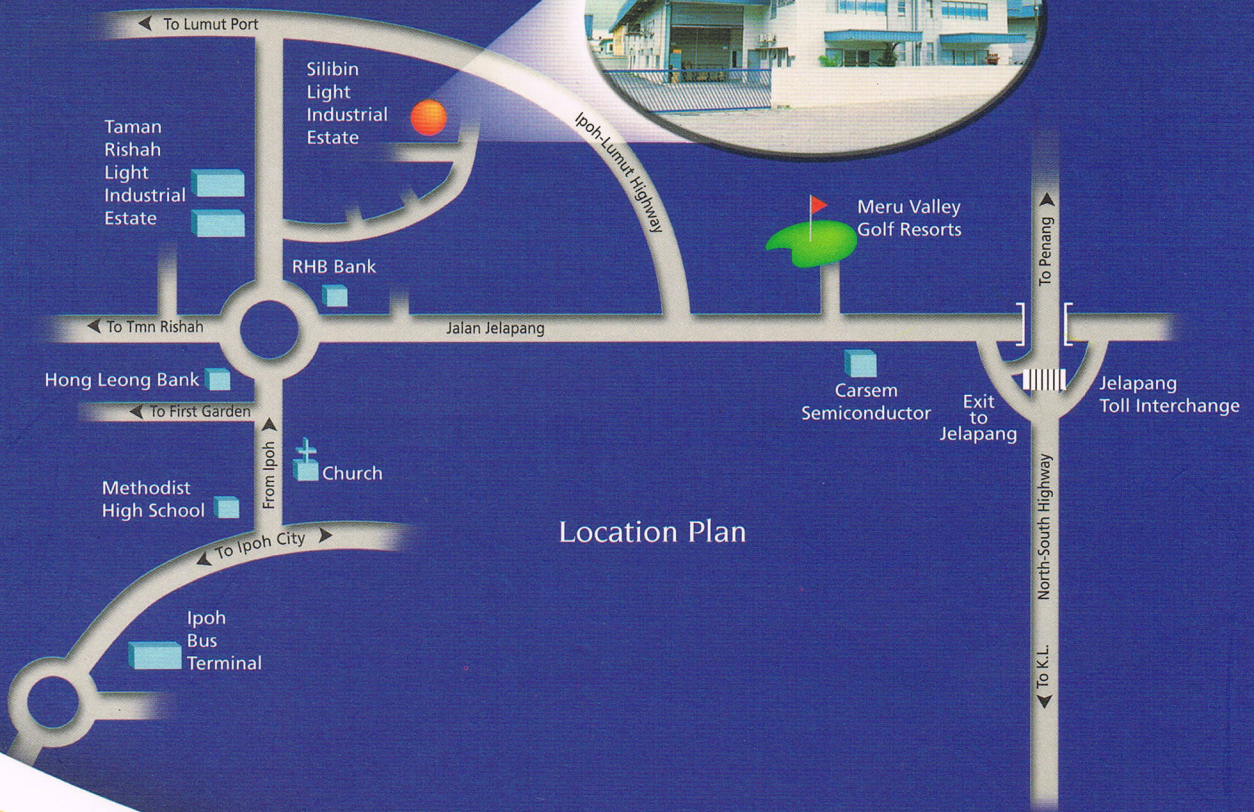 To Lumut Port
Silibin
Light
Industrial
Estate
Ipoh-Lumut Highway
Taman
Rishah
Light
Industrial
Estate
Meru Valley
Golf Resorts
To Penang
RHB Bank
To Tmn Rishah
Jalan Jelapang
Hong Leong Bank
To First Garden
Carsem
Semiconductor
Exit
to
Jelapang
Jelapang
Toll Interchange
From Ipoh
Church
Methodist
High School
To Ipoh City
Location Plan
North-South Highway
Ipoh
Bus
Terminal
To K.L.